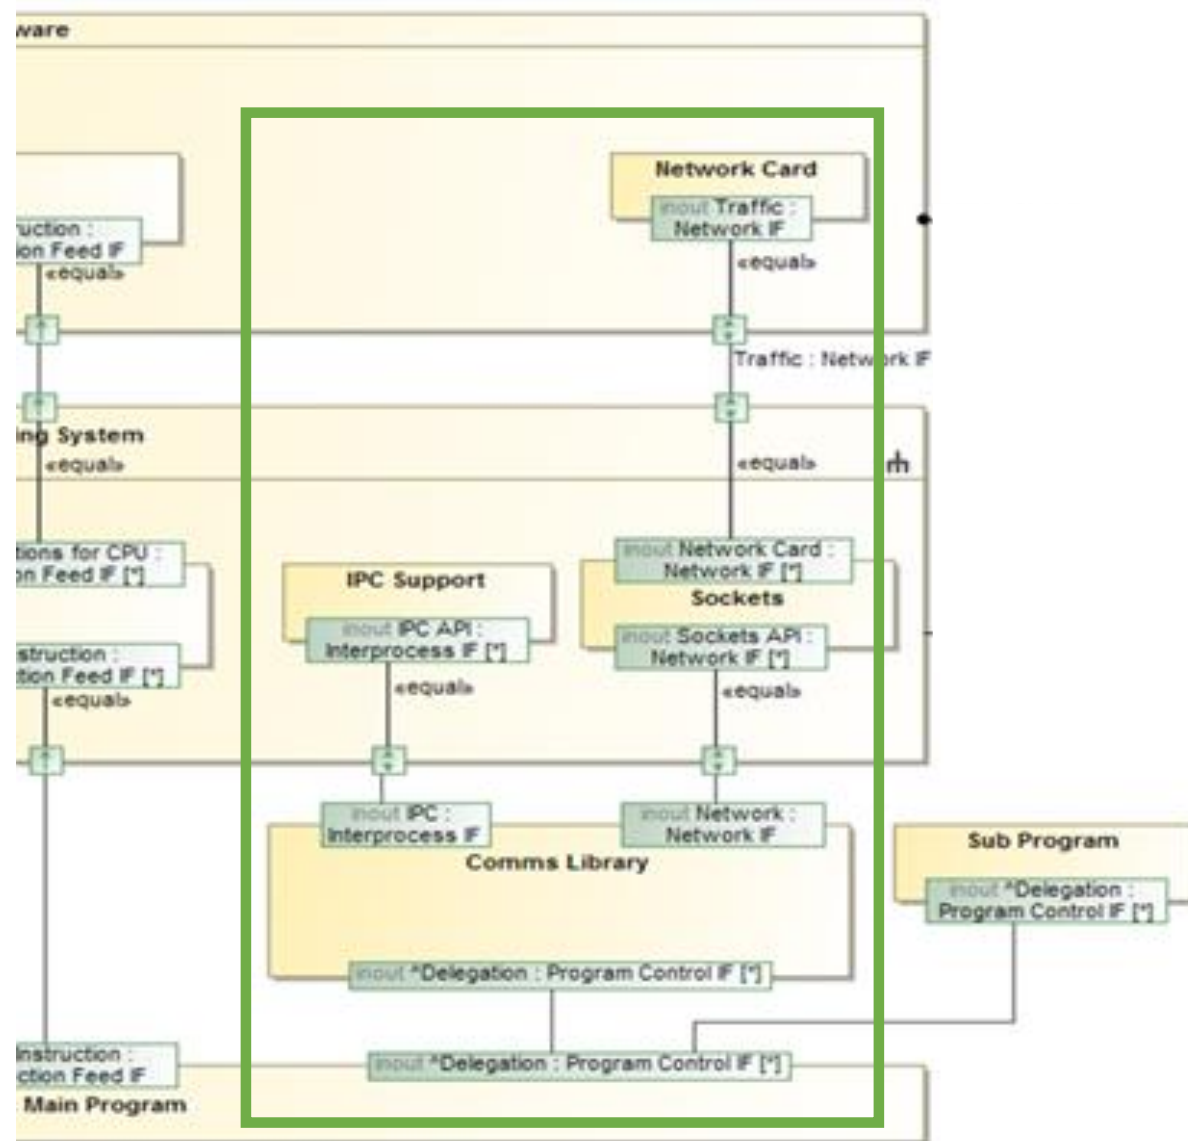 ware
Network Card
inout Traffic :
Network IF
ruction :
ion Feed IF
«equal»
«equal»
Traffic : Network IF
ing System
«equal»
«equal»
tions for CPU :
on Feed IF [*]
inout Network Card :
Network IF [*]
Sockets
IPC Support
inout IPC API :
Interprocess IF [*]
inout Sockets API :
Network IF [*]
struction :
tion Feed IF [*]
«equal»
«equal»
«equal»
inout IPC :
Interprocess IF
inout Network :
Network IF
Comms Library
Sub Program
inout ^Delegation :
Program Control IF [*]
inout ^Delegation : Program Control IF [*]
Instruction :
ction Feed IF
inout ^Delegation : Program Control IF [*]
Main Program